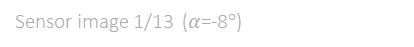 Sensor image 1/13 (α=-8°)